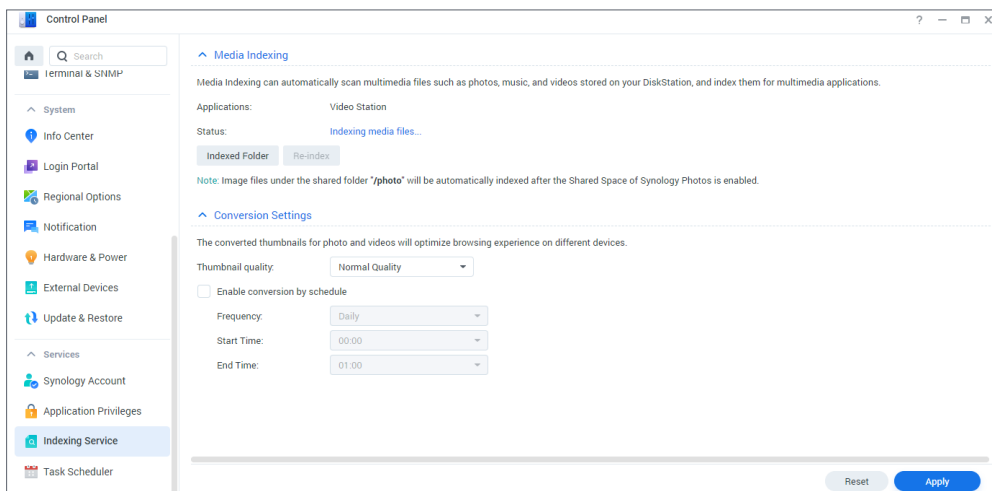 Control Panel
?
Search
Terminal & SNMP
System
Info Center
Login Portal
Regional Options
Notification
Hardware & Power
External Devices
Update & Restore
Services
Synology Account
Application Privileges
Indexing Service
Task Scheduler
Media Indexing
Media Indexing can automatically scan multimedia files such as photos, music, and videos stored on your DiskStation, and index them for multimedia applications.
Applications: Video Station
Status: Indexing media files...
Indexed Folder Re-index
Note: Image files under the shared folder "/photo" will be automatically indexed after the Shared Space of Synology Photos is enabled.
Conversion Settings
The converted thumbnails for photo and videos will optimize browsing experience on different devices.
Thumbnail quality: Normal Quality
Enable conversion by schedule
Frequency: Daily
Start Time: 00:00
End Time: 01:00
Reset Apply